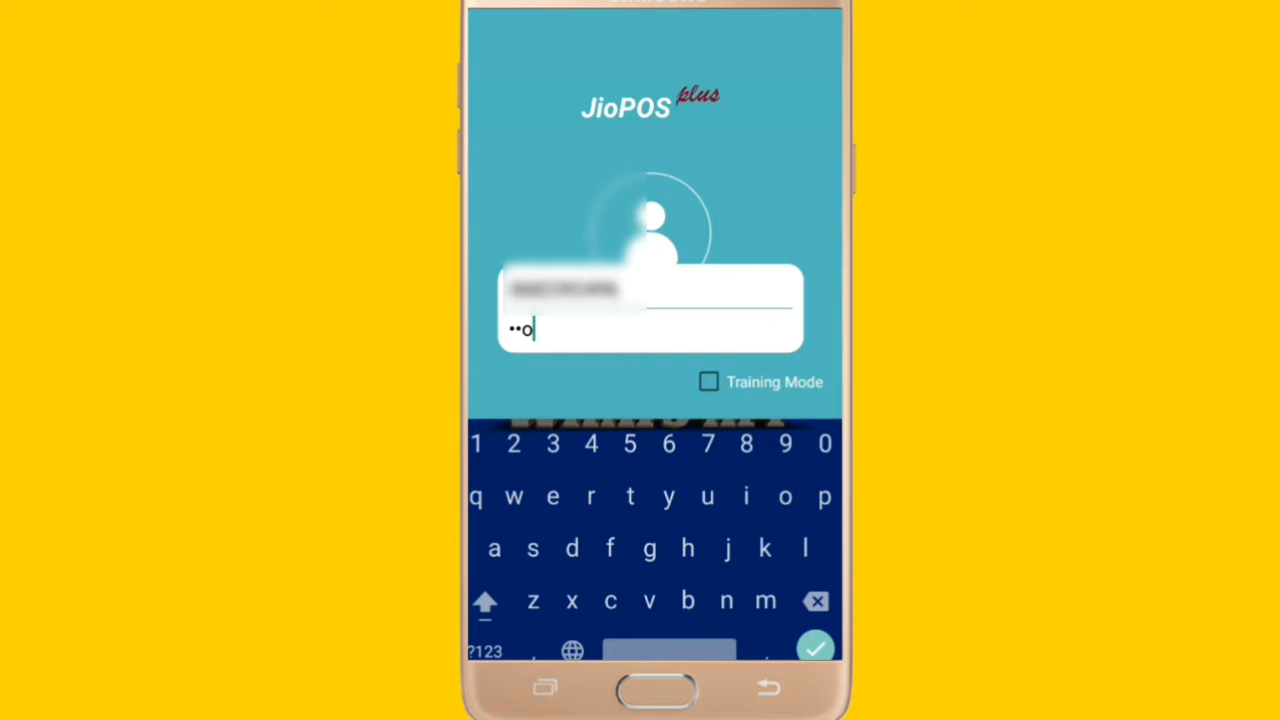 JioPOS plus
••o
Training Mode
1 2 3 4 5 6 7 8 9 0
q w e r t y u i o p
a s d f g h j k l
z x c v b n m
?123 , .